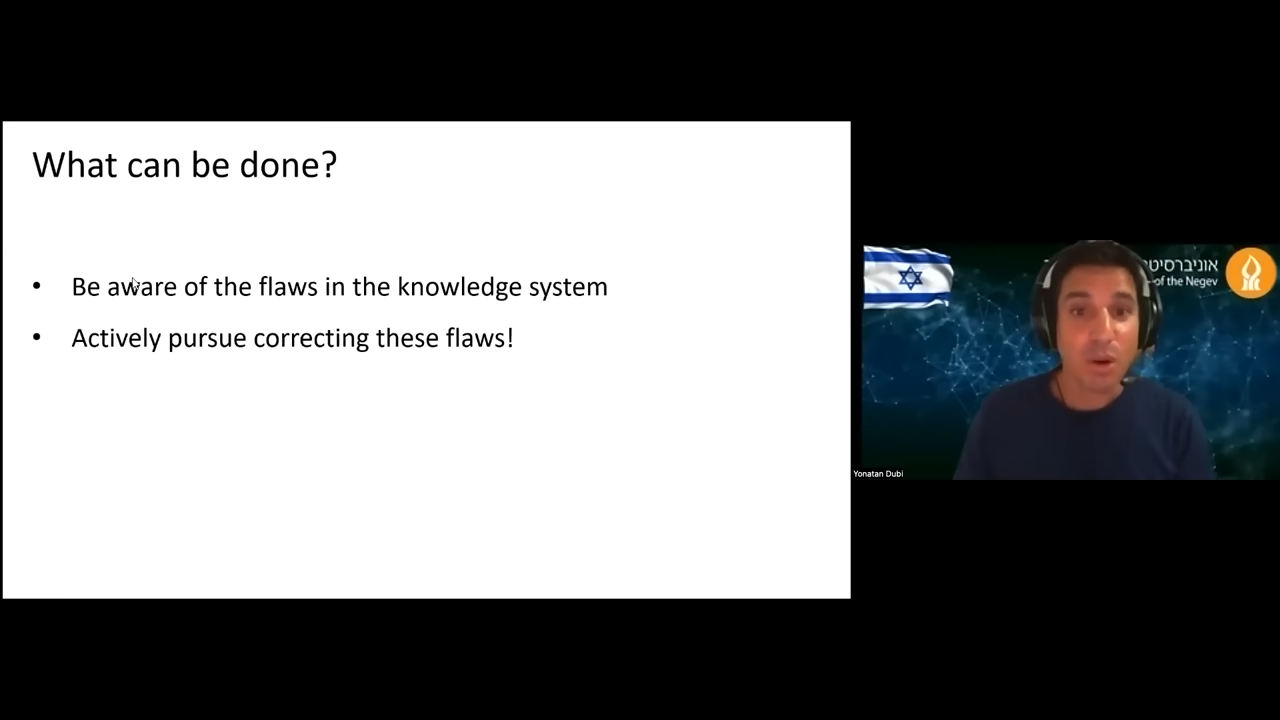 What can be done?
• Be aware of the flaws in the knowledge system
• Actively pursue correcting these flaws!
of the Negev
Yonatan Dubi